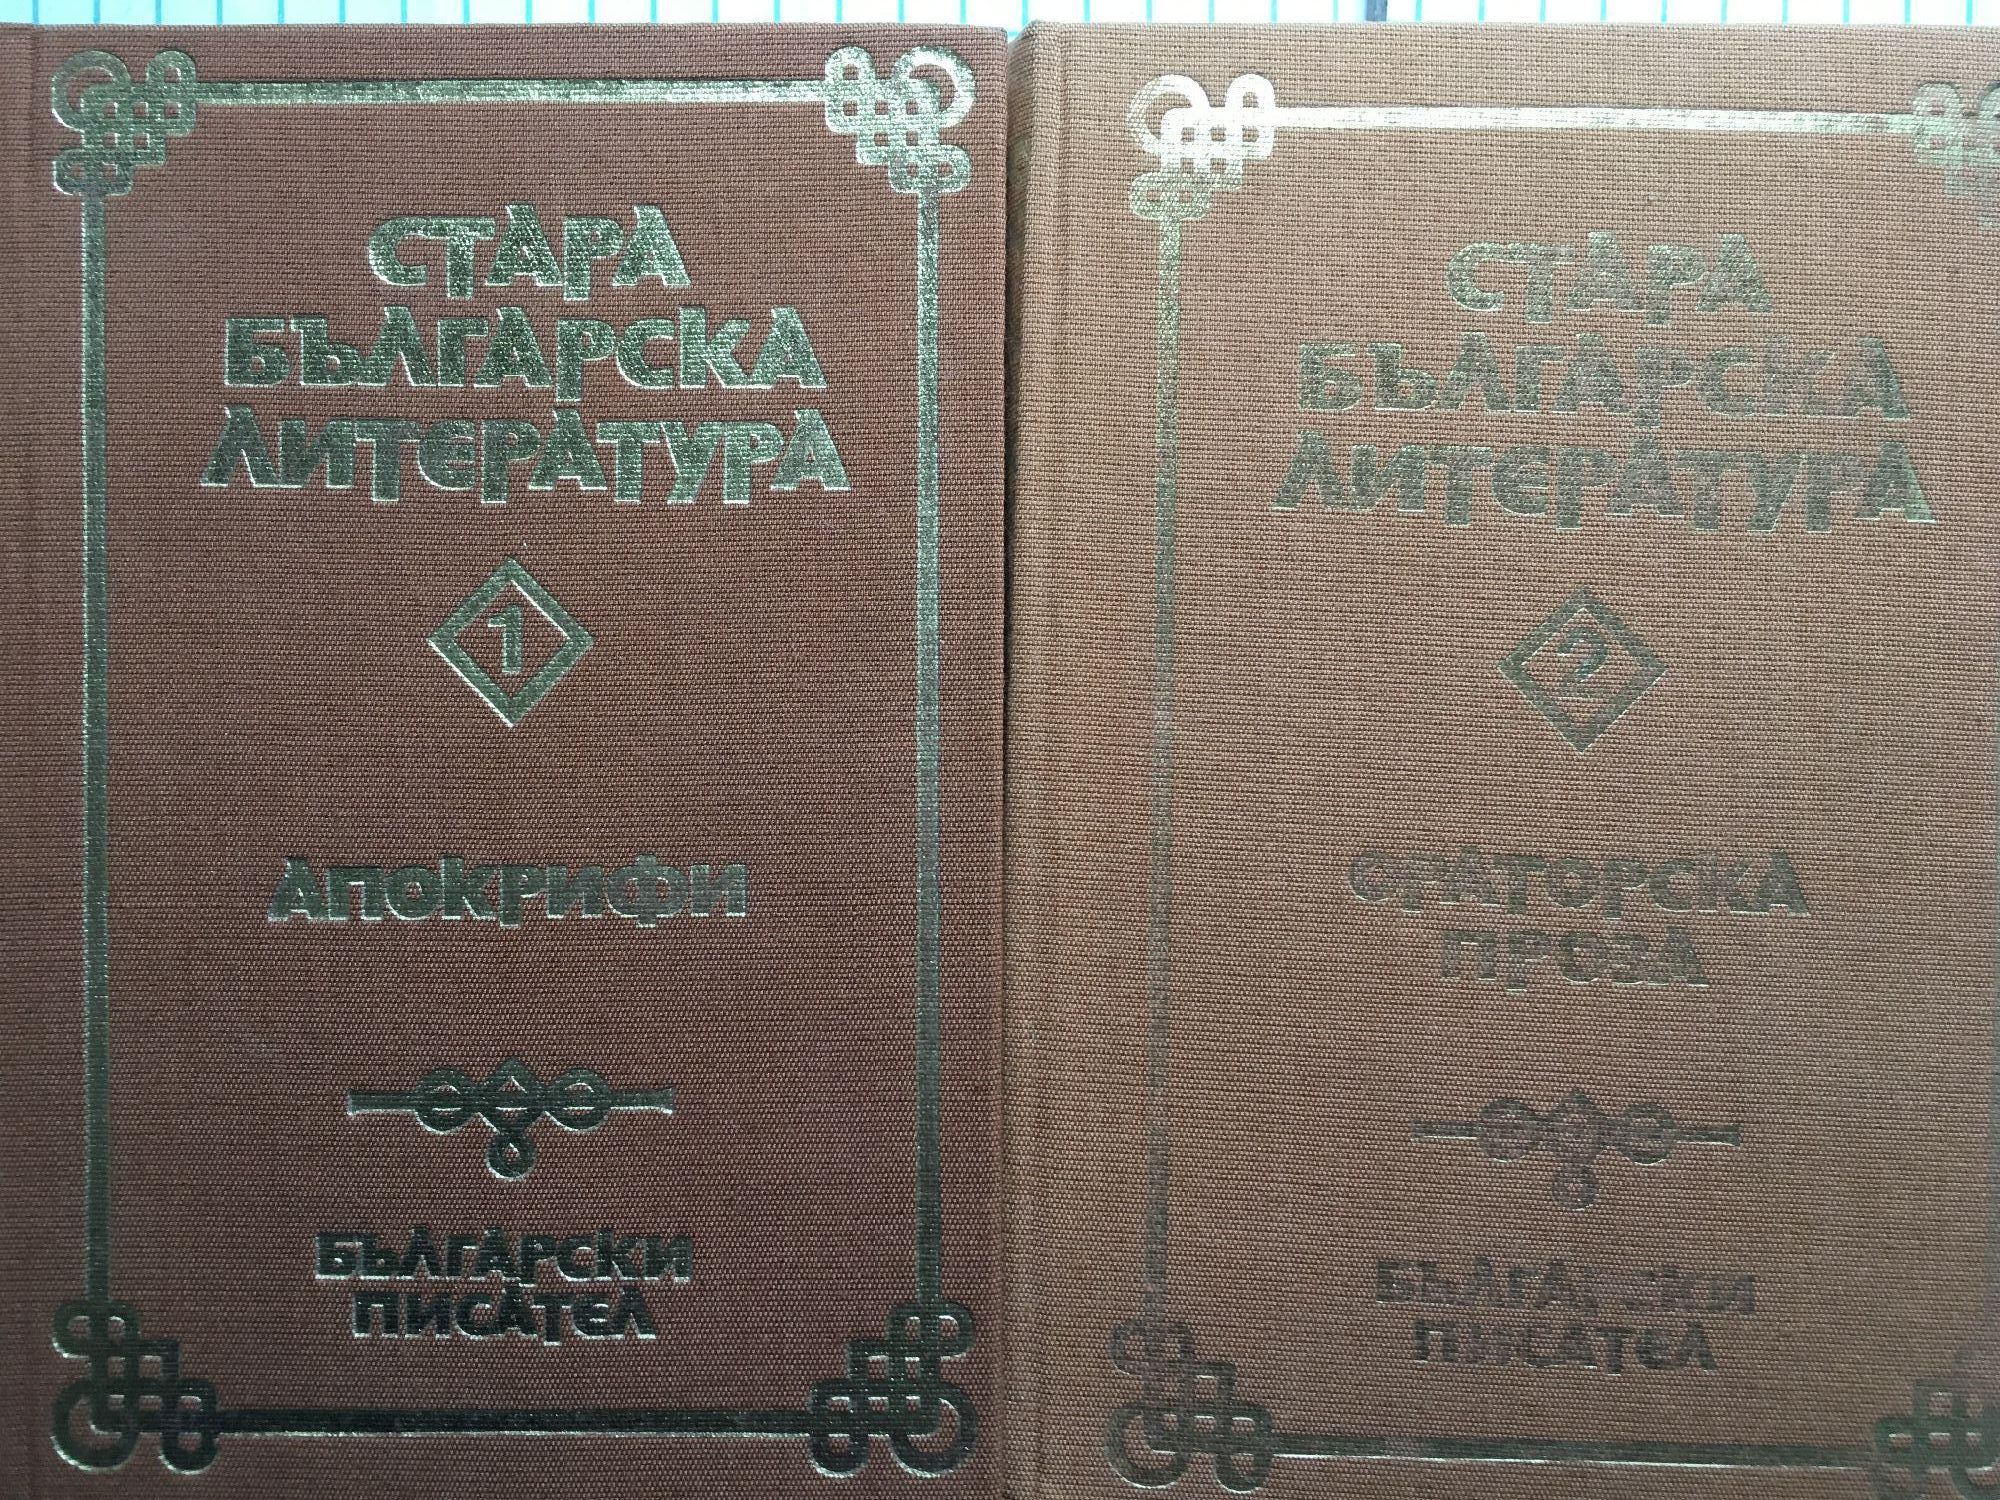 СТАРА
БЪЛГАРСКА
ЛИТЕРАТУРА
1
АПОКРИФИ
БЪЛГАРСКИ
ПИСАТЕЛ
СТАРА
БЪЛГАРСКА
ЛИТЕРАТУРА
2
ОРАТОРСКА
ПРОЗА
БЪЛГАРСКИ
ПИСАТЕЛ